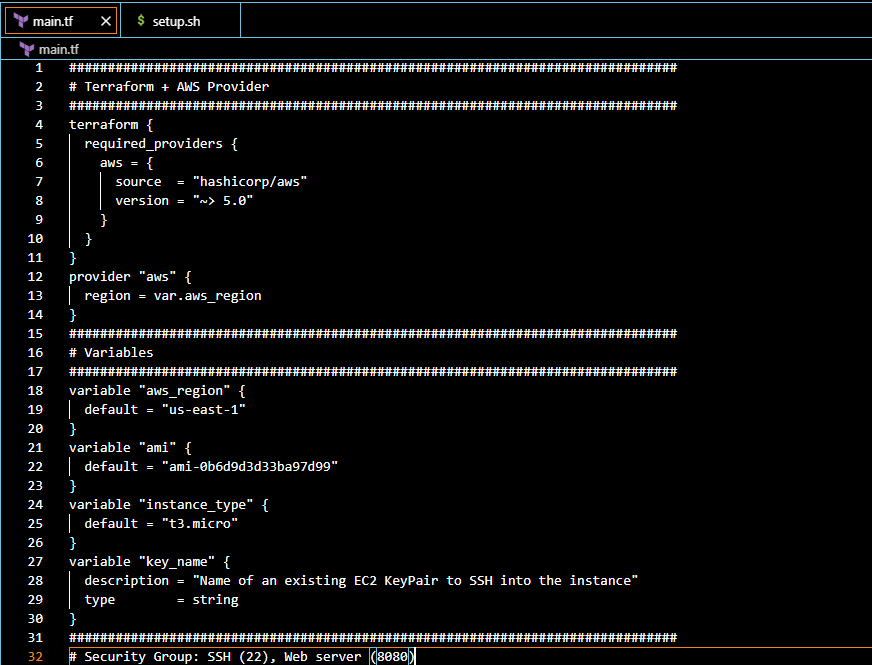 main.tf
$ setup.sh
main.tf
1 ###############################################################################
2 # Terraform + AWS Provider
3 ###############################################################################
4 terraform {
5   required_providers {
6     aws = {
7       source  = "hashicorp/aws"
8       version = "~> 5.0"
9     }
10   }
11 }
12 provider "aws" {
13   region = var.aws_region
14 }
15 ###############################################################################
16 # Variables
17 ###############################################################################
18 variable "aws_region" {
19   default = "us-east-1"
20 }
21 variable "ami" {
22   default = "ami-0b6d9d3d33ba97d99"
23 }
24 variable "instance_type" {
25   default = "t3.micro"
26 }
27 variable "key_name" {
28   description = "Name of an existing EC2 KeyPair to SSH into the instance"
29   type        = string
30 }
31 ###############################################################################
32 # Security Group: SSH (22), Web server (8080)